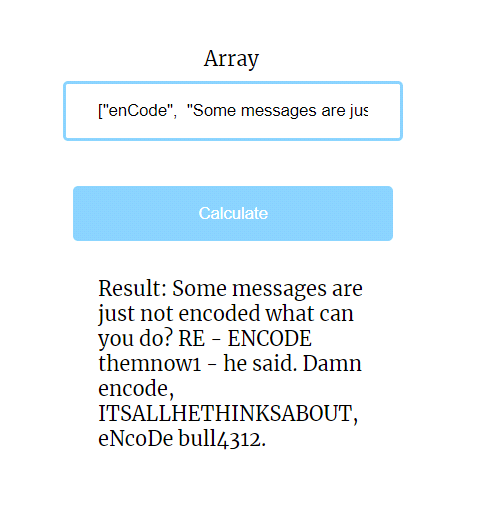 Array
["enCode",  "Some messages are jus
Calculate
Result: Some messages are
just not encoded what can
you do? RE - ENCODE
themnow1 - he said. Damn
encode,
ITSALLHETHINKSABOUT,
eNcoDe bull4312.